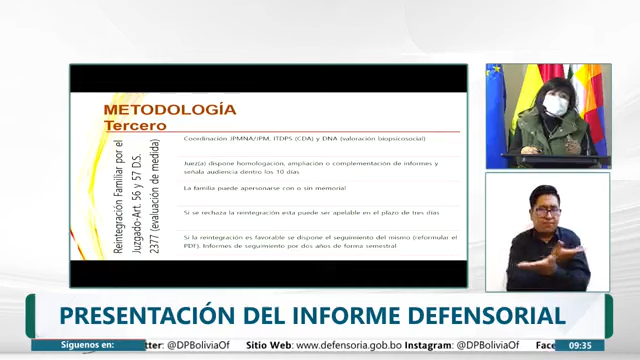 METODOLOGÍA
Tercero
Reintegración Familiar por el
Juzgado-Art. 56 y 57 D.S.
2377 (evaluación de medida)
Coordinación JPMNA/JPM, ITDPS (CDA) y DNA (valoración biopsicosocial)
Juez(a) dispone homologación, ampliación o complementación de informes y
señala audiencia dentro los 10 días
La familia puede apersonarse con o sin memorial
Si se rechaza la reintegración esta puede ser apelable en el plazo de tres días
Si la reintegración es favorable se dispone el seguimiento del mismo (reformular el
PDF). Informes de seguimiento por dos años de forma semestral
PRESENTACIÓN DEL INFORME DEFENSORIAL
Síguenos en: tter: @DPBoliviaOf Sitio Web: www.defensoria.gob.bo Instagram: @DPBoliviaOf Face 09:35